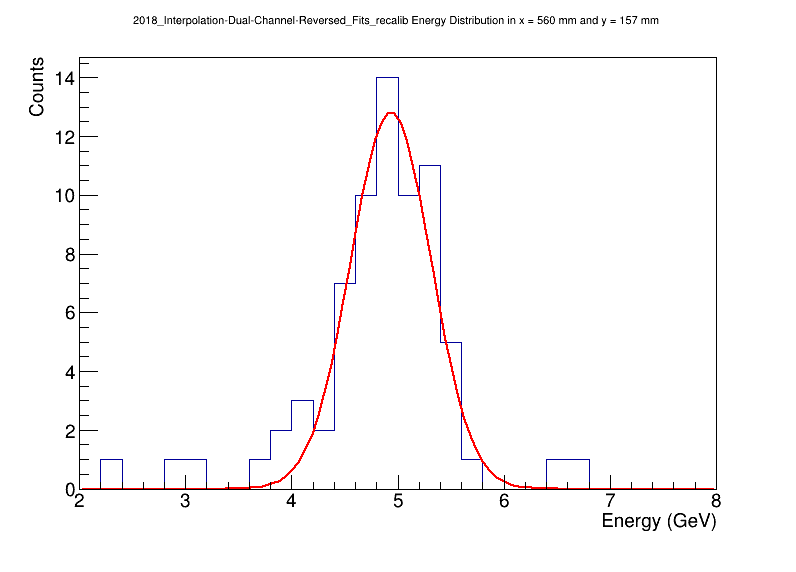 2018_Interpolation-Dual-Channel-Reversed_Fits_recalib Energy Distribution in x = 560 mm and y = 157 mm
Counts
14
12
10
8
6
4
2
0
2 3 4 5 6 7 8
Energy (GeV)